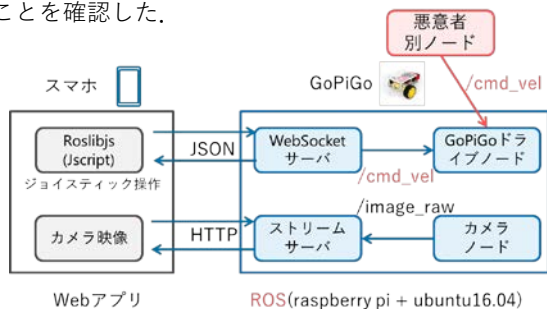 ことを確認した.
悪意者
別ノード
スマホ
GoPiGo
/cmd_vel
Roslibjs
(Jscript)
JSON
WebSocket
サーバ
GoPiGoドラ
イブノード
ジョイスティック操作
/cmd_vel
/image_raw
カメラ映像
HTTP
ストリーム
サーバ
カメラ
ノード
Webアプリ
ROS(raspberry pi + ubuntu16.04)